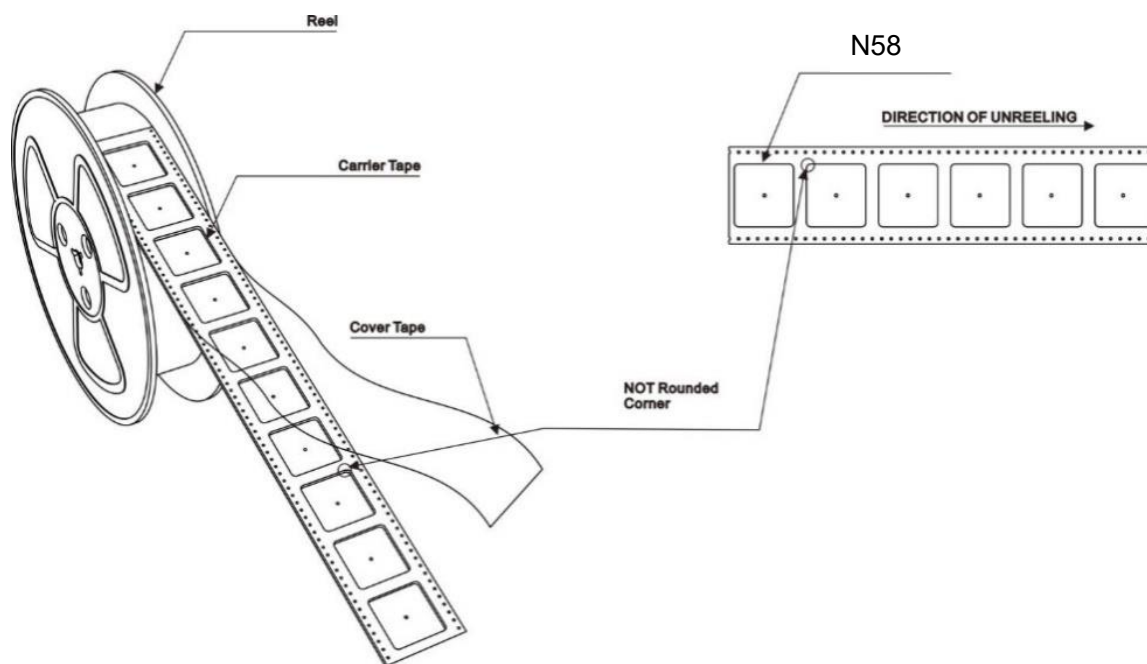 Reel
N58
DIRECTION OF UNREELING
Carrier Tape
Cover Tape
NOT Rounded
Corner